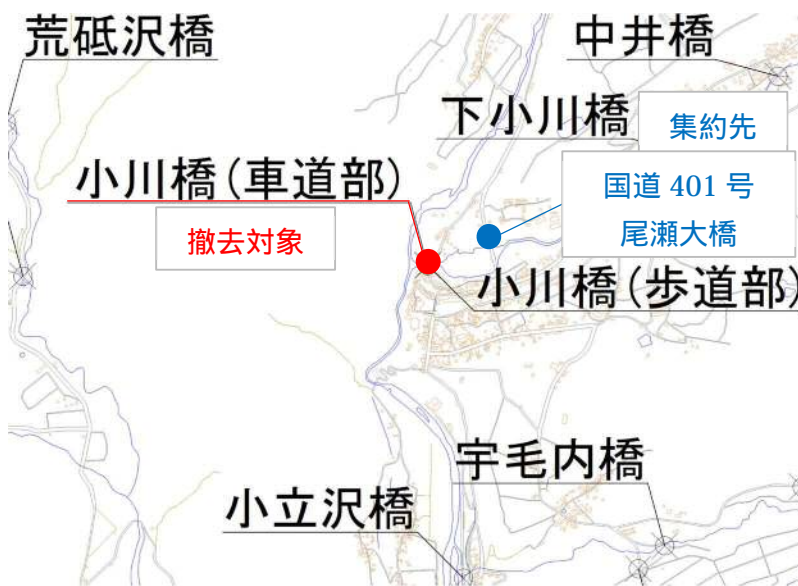 荒砥沢橋
中井橋
下小川橋
集約先
小川橋(車道部)
国道 401 号
尾瀬大橋
撤去対象
小川橋(歩道部)
宇毛内橋
小立沢橋